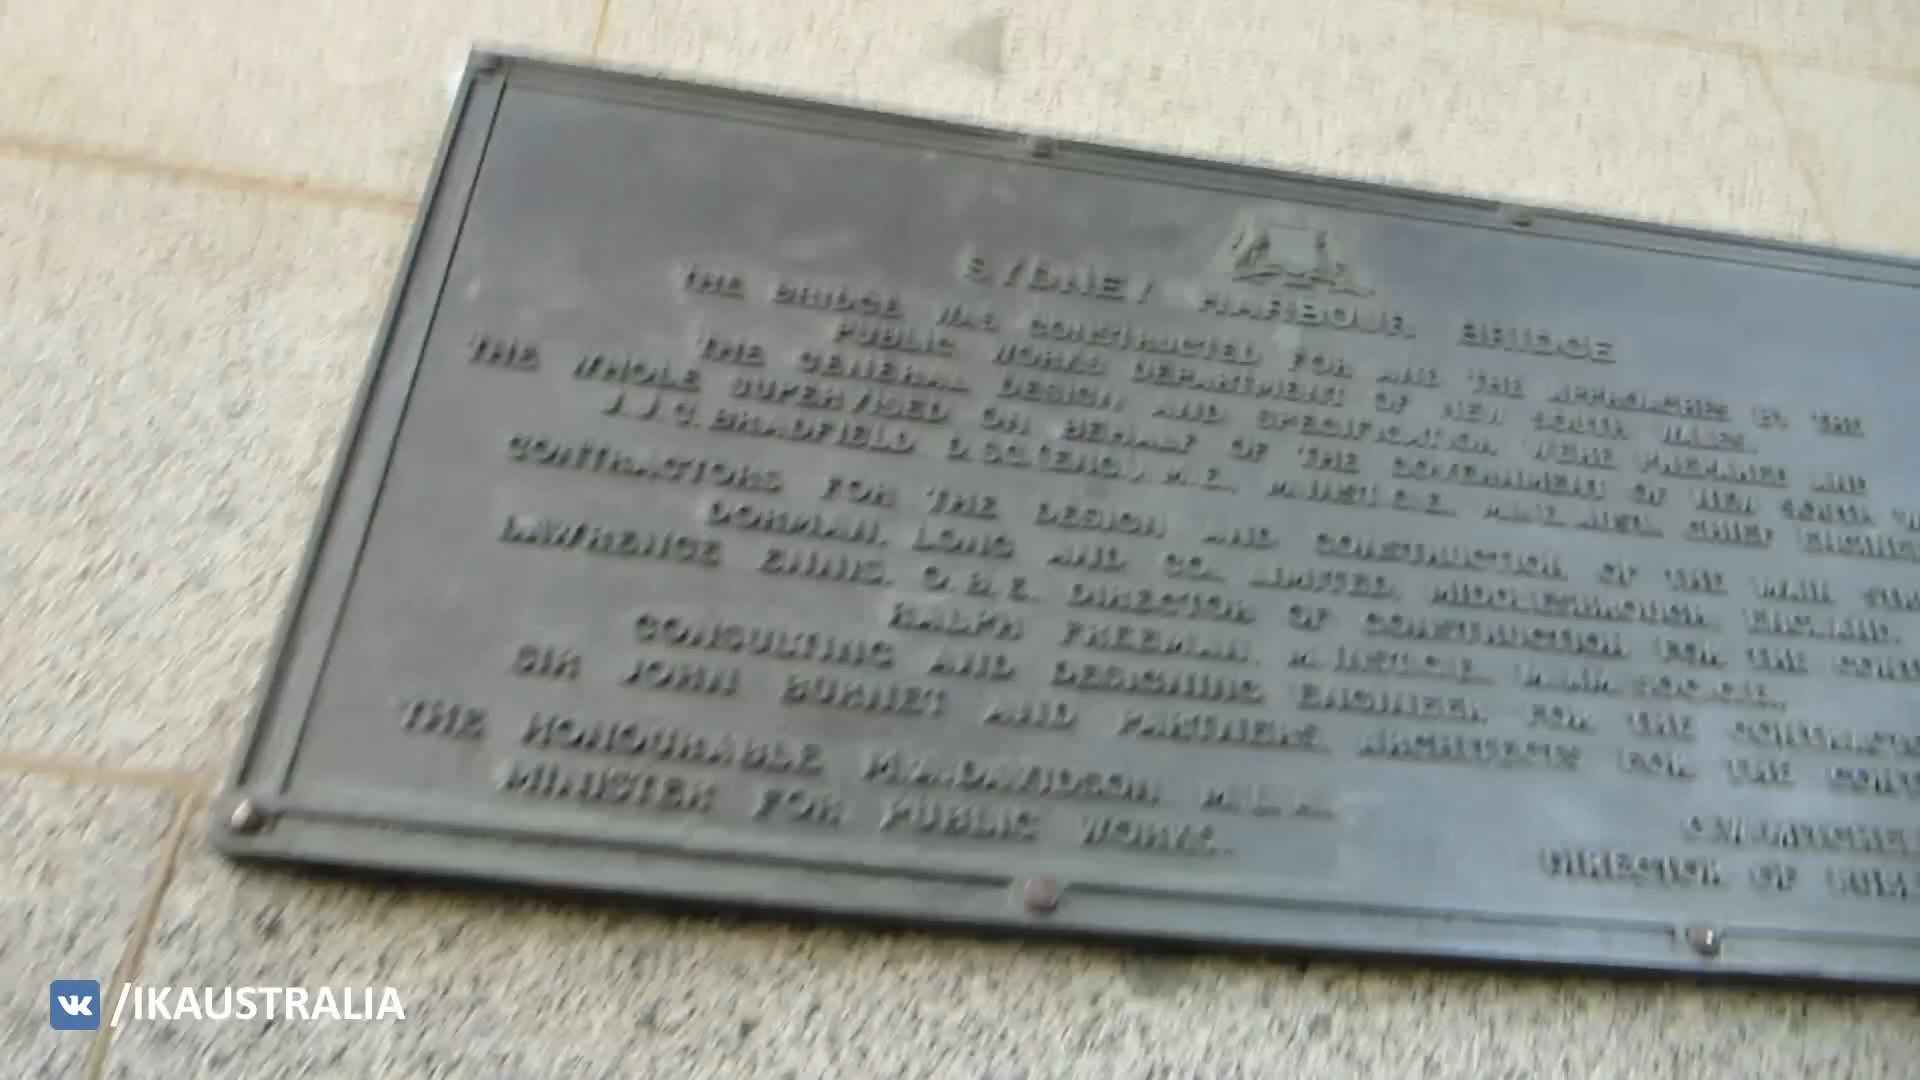 SYDNEY HARBOUR BRIDGE
THE BRIDGE WAS CONSTRUCTED FOR AND THE APPROACHES BY THE
PUBLIC WORKS DEPARTMENT OF NEW SOUTH WALES.
THE GENERAL DESIGN AND SPECIFICATION WERE PREPARED AND
THE WHOLE SUPERVISED ON BEHALF OF THE GOVERNMENT OF NEW SOUTH
J.J.C. BRADFIELD D.SC.(ENG), M.E., M.INST.C.E., CHIEF
CONTRACTORS FOR THE DESIGN AND CONSTRUCTION OF THE MAIN
DORMAN, LONG AND CO. LIMITED, MIDDLESBROUGH, ENGLAND.
LAWRENCE ENNIS, O.B.E. DIRECTOR OF CONSTRUCTION FOR THE
RALPH FREEMAN, M.INST.C.E.
CONSULTING AND DESIGNING ENGINEER FOR THE
SIR JOHN BURNET AND PARTNERS, ARCHITECTS FOR THE
THE HONOURABLE M.A. DAVIDSON, M.L.A.
MINISTER FOR PUBLIC WORKS.
DIRECTOR OF
/IKAUSTRALIA